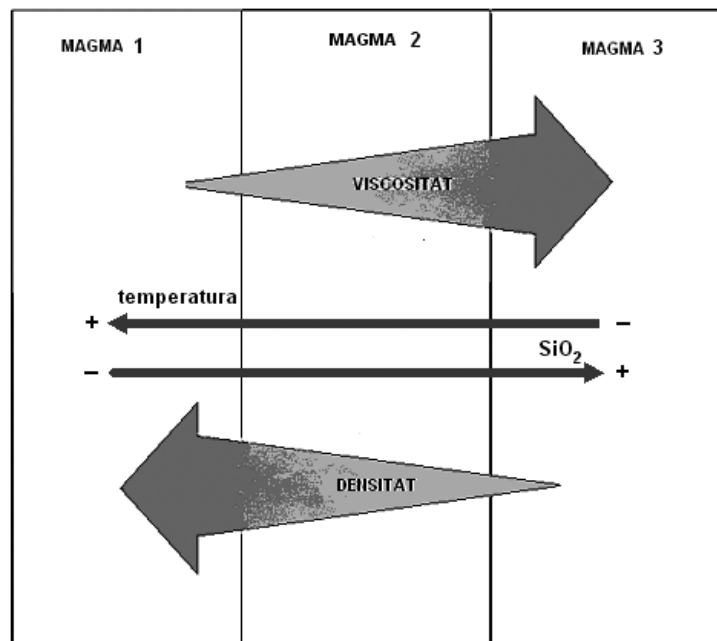 MAGMA 1
MAGMA 2
MAGMA 3
VISCOSITAT
temperatura
+ –
SiO₂
– +
DENSITAT